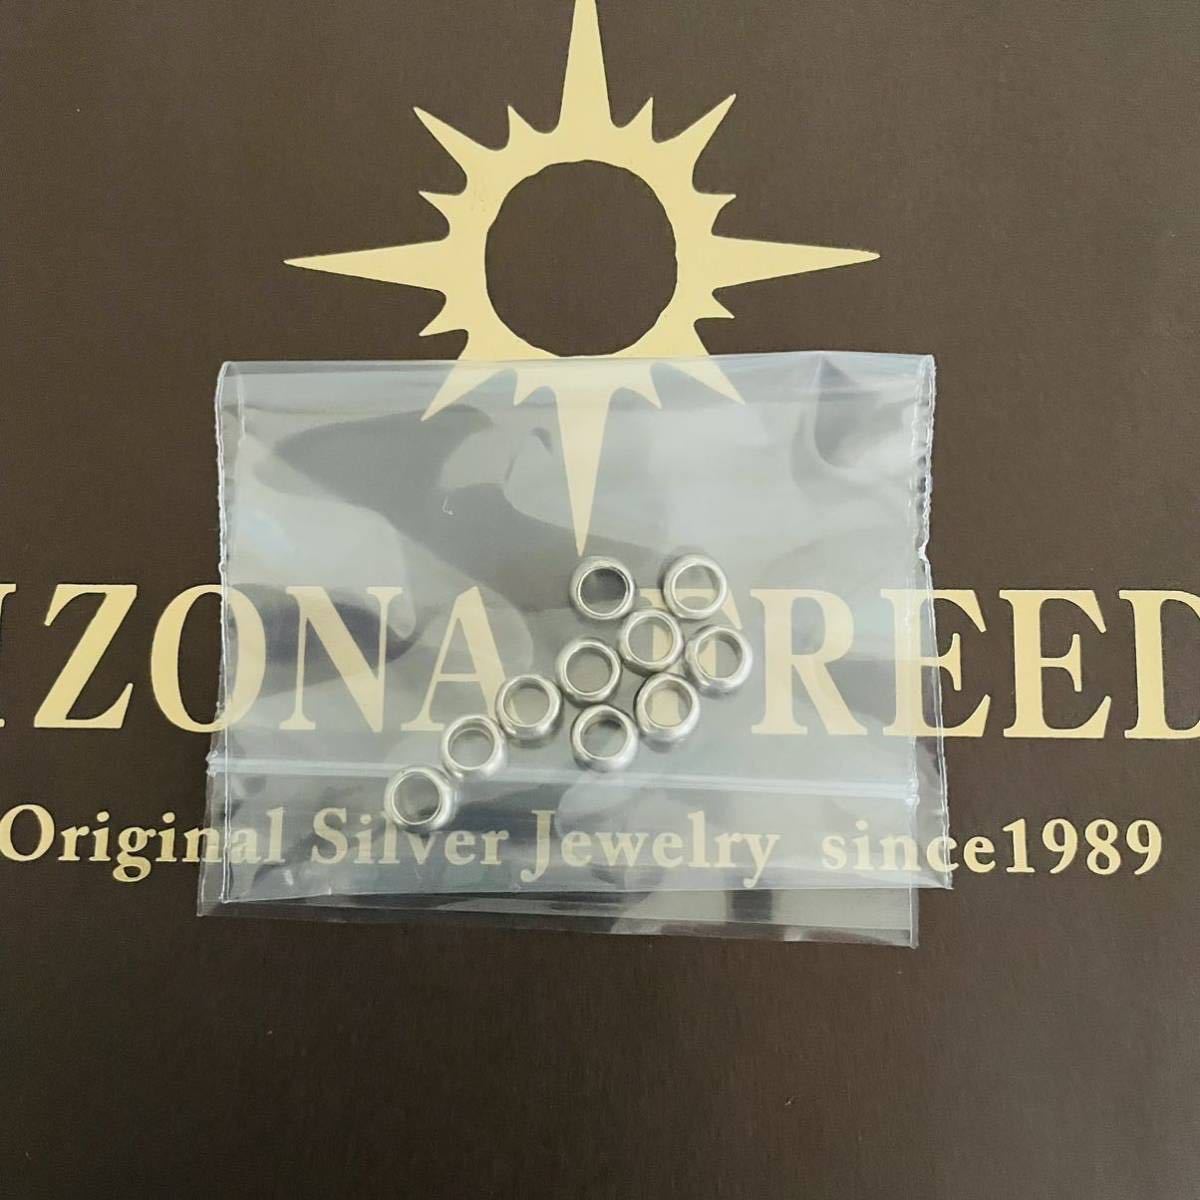 IZONA FREED
Original Silver Jewelry since1989